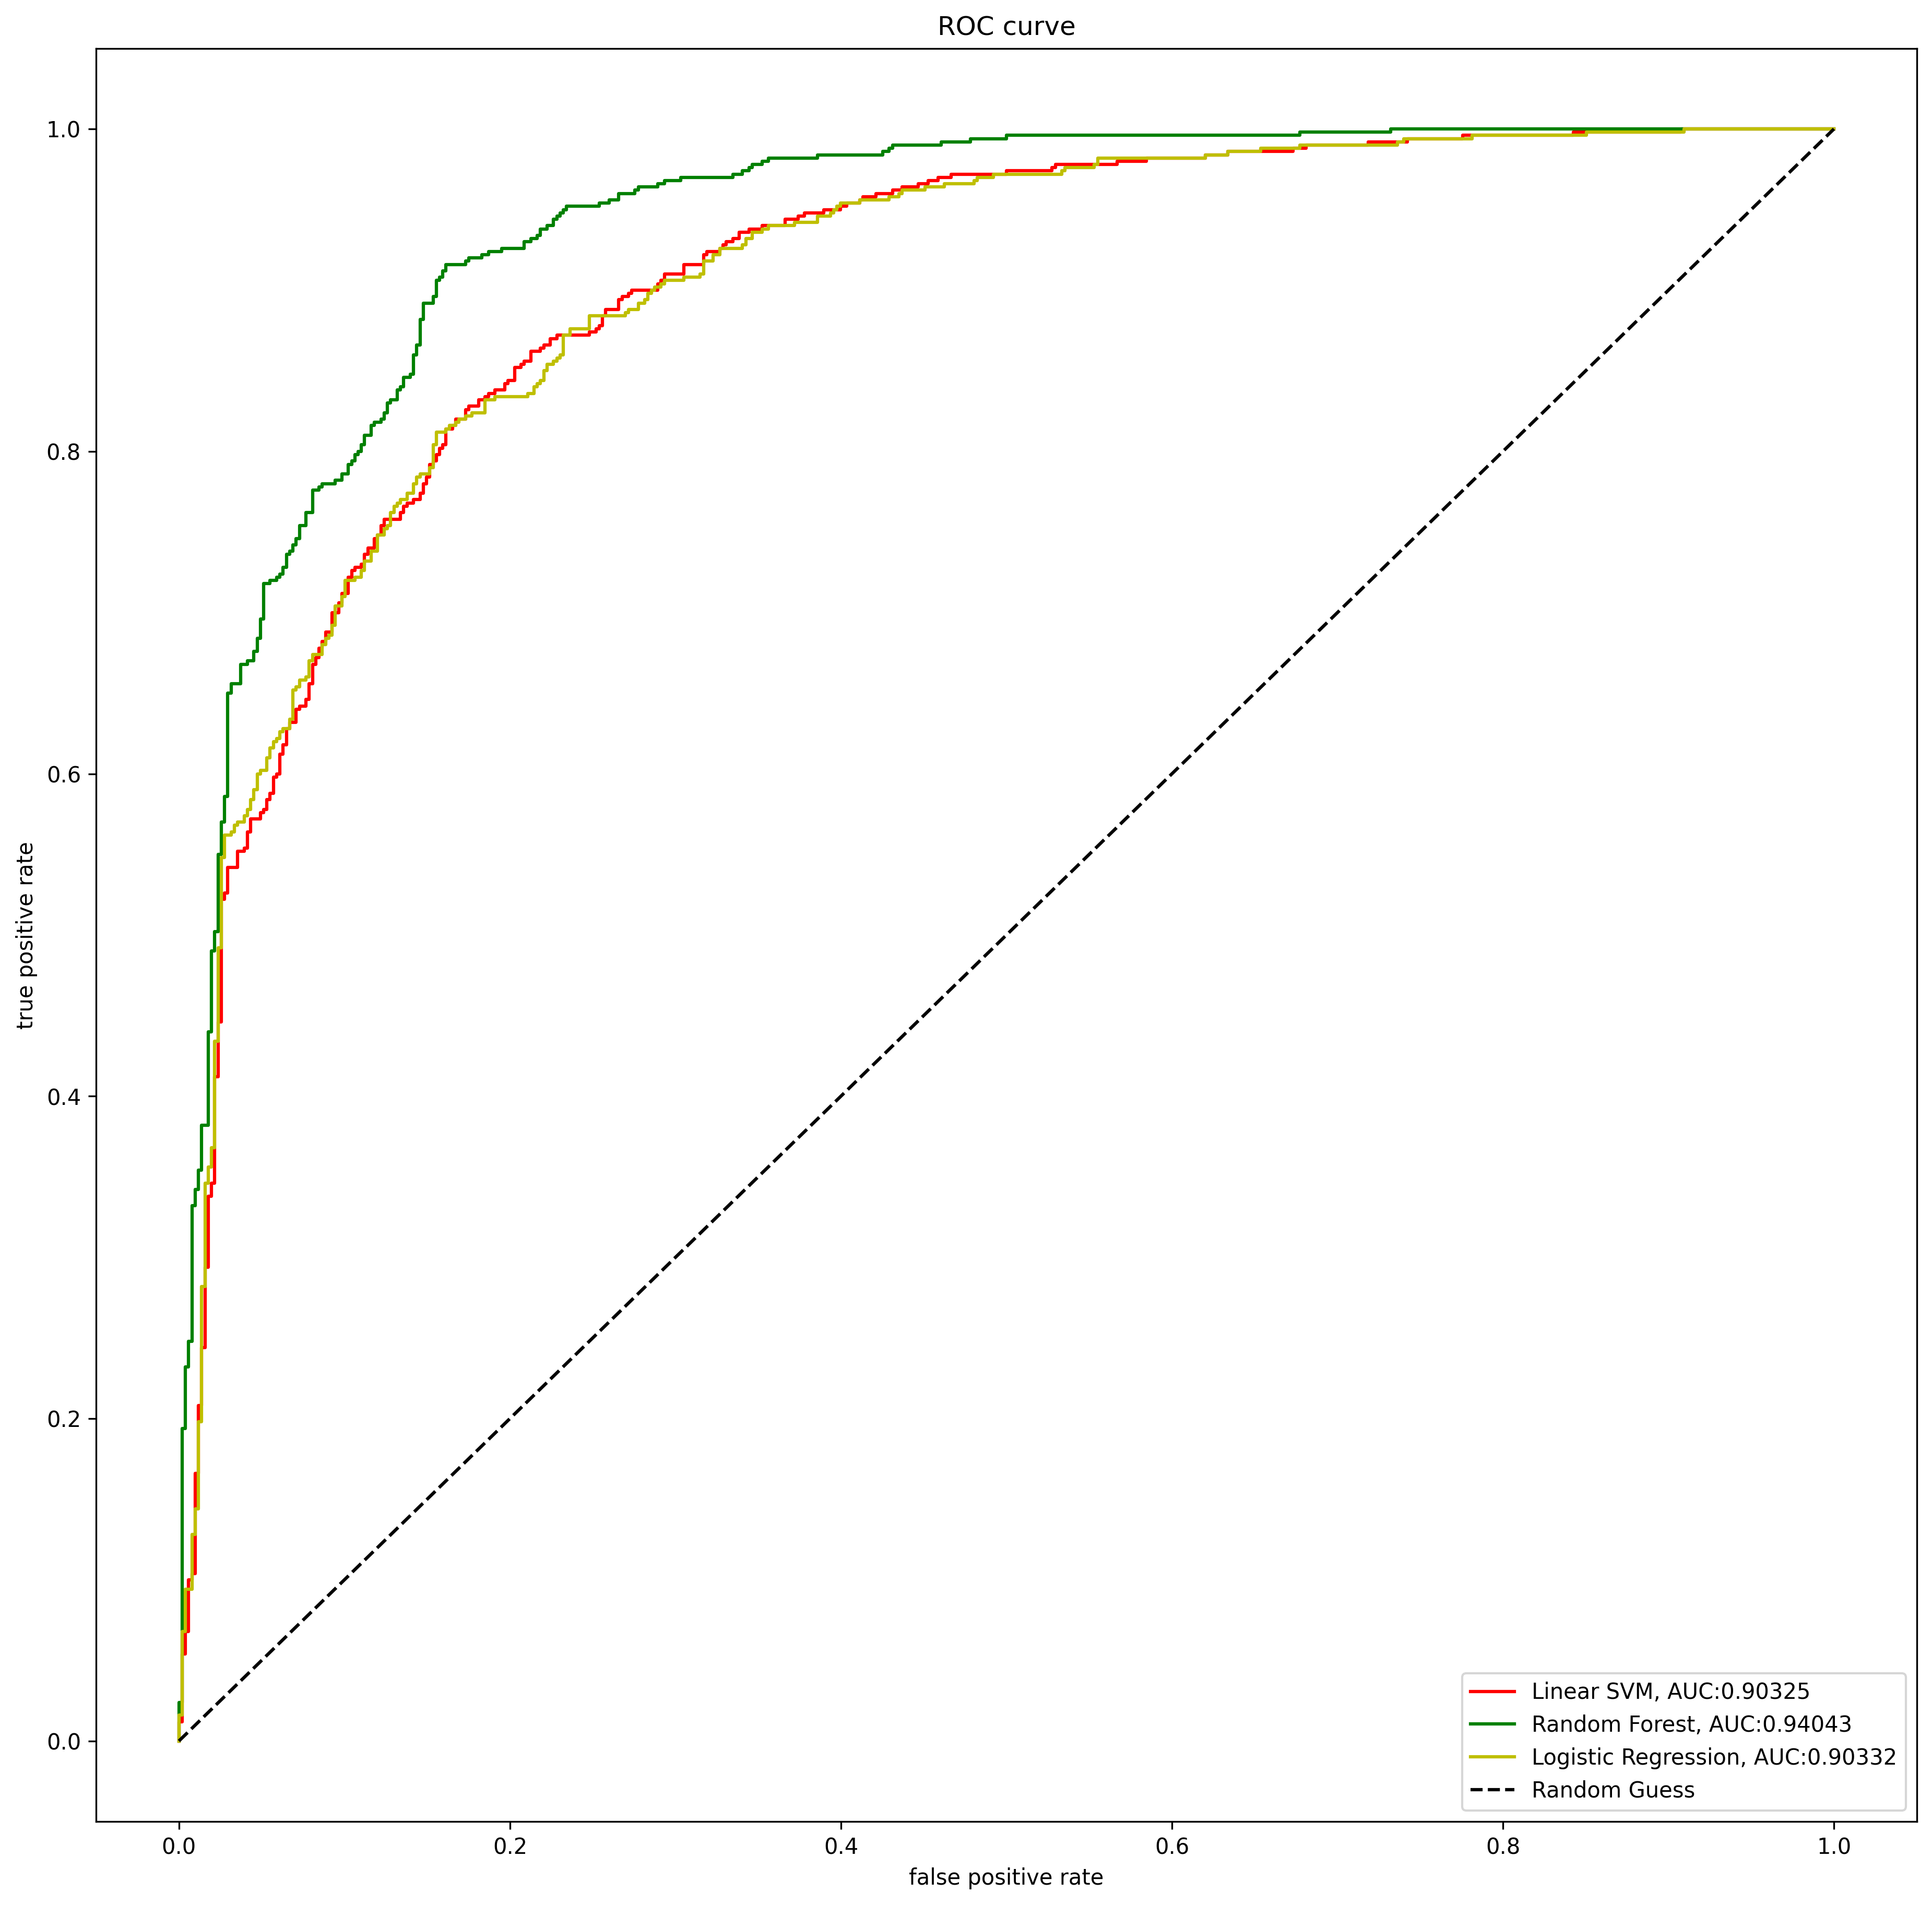 ROC curve
1.0
0.8
0.6
0.4
0.2
0.0
true positive rate
0.0 0.2 0.4 0.6 0.8 1.0
false positive rate
Linear SVM, AUC:0.90325
Random Forest, AUC:0.94043
Logistic Regression, AUC:0.90332
Random Guess